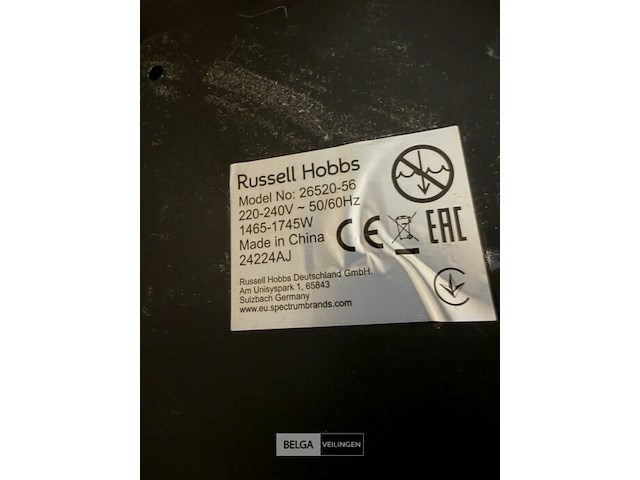 Russell Hobbs
Model No: 26520-56
220-240V ~ 50/60Hz
1465-1745W
Made in China
24224AJ
CE
EAC
Russell Hobbs Deutschland GmbH.
Am Unisyspark 1, 65843
Sulzbach Germany
www.eu.spectrumbrands.com
BELGA VEILINGEN